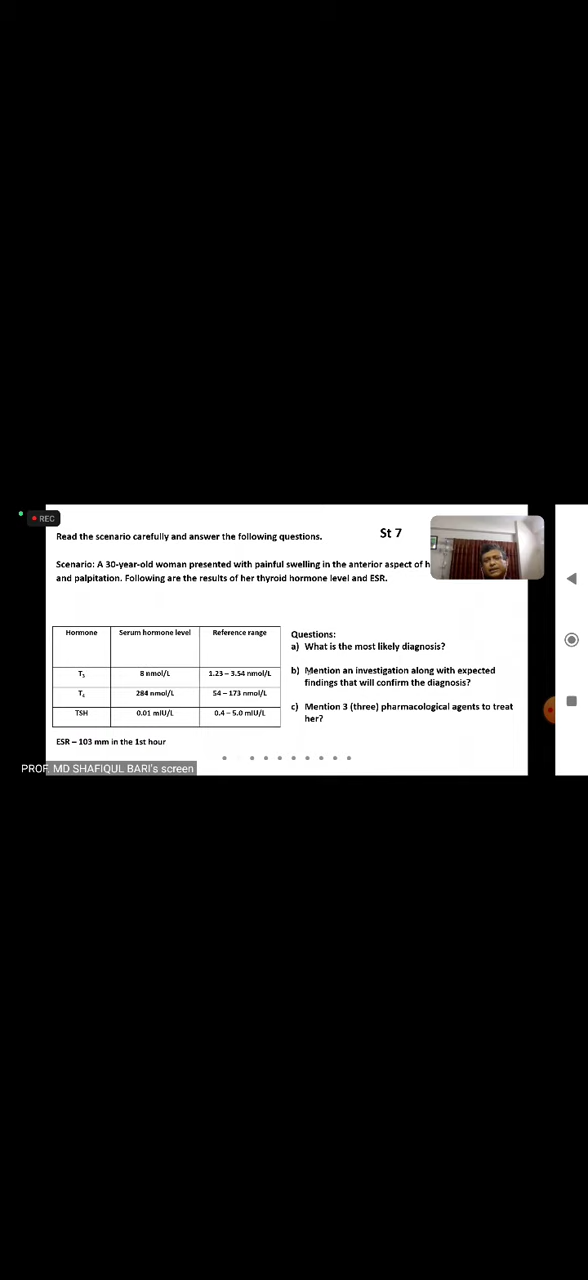 REC
St 7
Read the scenario carefully and answer the following questions.
Scenario: A 30-year-old woman presented with painful swelling in the anterior aspect of h
and palpitation. Following are the results of her thyroid hormone level and ESR.
Hormone Serum hormone level Reference range
T₃ 8 nmol/L 1.23 – 3.54 nmol/L
T₄ 284 nmol/L 54 – 173 nmol/L
TSH 0.01 mIU/L 0.4 – 5.0 mIU/L
ESR – 103 mm in the 1st hour
Questions:
a) What is the most likely diagnosis?
b) Mention an investigation along with expected
findings that will confirm the diagnosis?
c) Mention 3 (three) pharmacological agents to treat
her?
PROF. MD SHAFIQUL BARI's screen